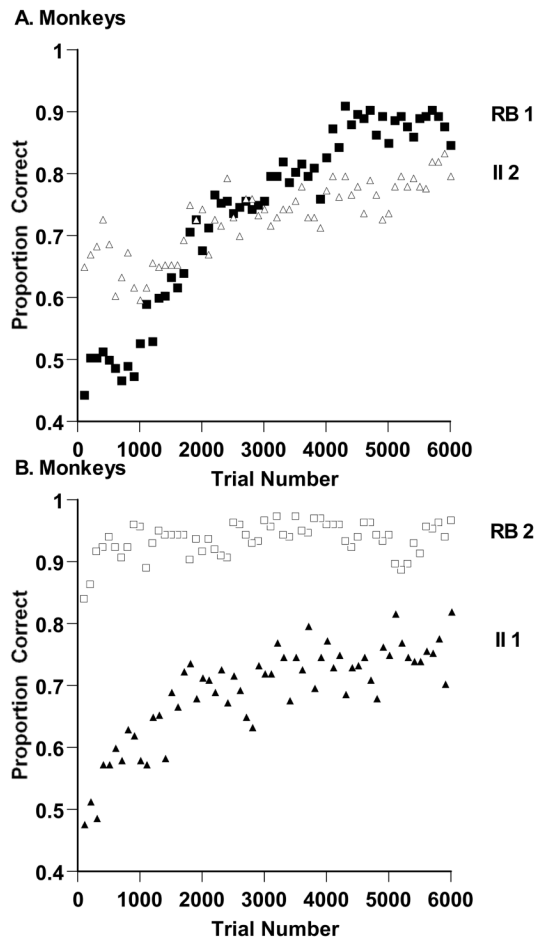 A. Monkeys
1
0.9
0.8
0.7
0.6
0.5
0.4
Proportion Correct
RB 1
II 2
0 1000 2000 3000 4000 5000 6000
Trial Number
B. Monkeys
1
0.9
0.8
0.7
0.6
0.5
0.4
Proportion Correct
RB 2
II 1
0 1000 2000 3000 4000 5000 6000
Trial Number